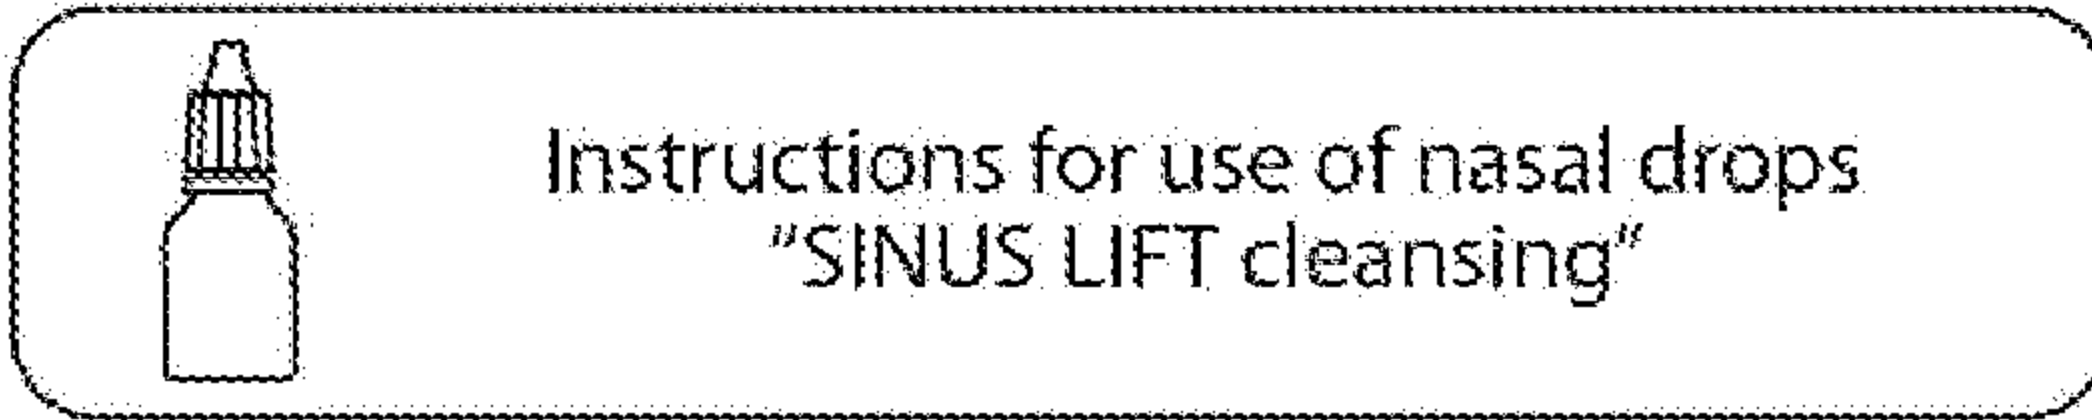 Instructions for use of nasal drops
"SINUS LIFT cleansing"